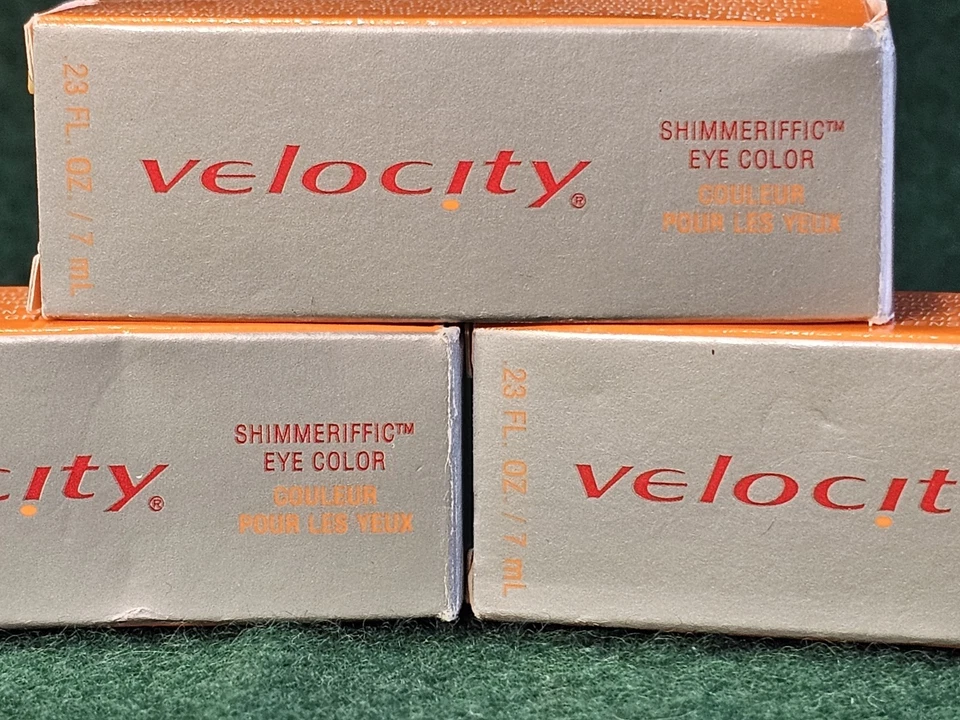 .23 FL. OZ. / 7 mL
velocity®
SHIMMERIFFIC™
EYE COLOR
COULEUR
POUR LES YEUX
city®
SHIMMERIFFIC™
EYE COLOR
COULEUR
POUR LES YEUX
.23 FL. OZ. / 7 mL
velocit